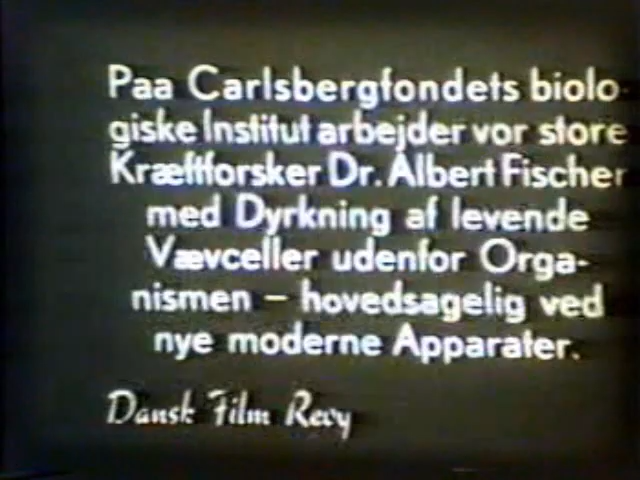 Paa Carlsbergfondets biolo-
giske Institut arbejder vor store
Kræftforsker Dr. Albert Fischer
med Dyrkning af levende
Vævceller udenfor Orga-
nismen – hovedsagelig ved
nye moderne Apparater.
Dansk Film Revy